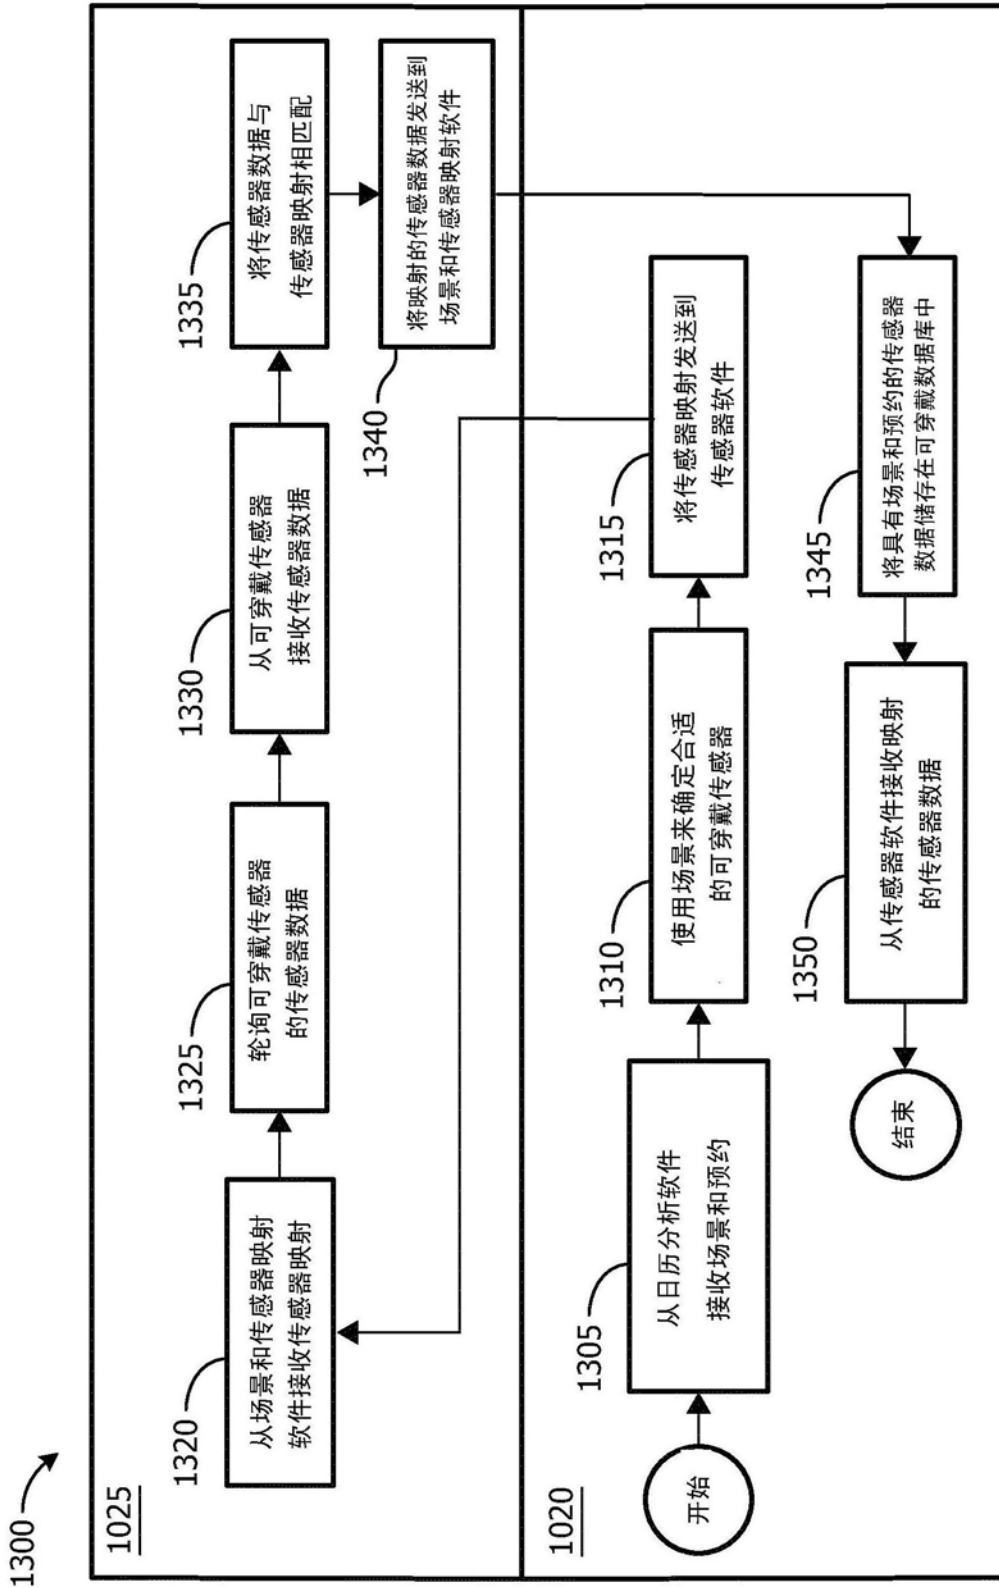 1300
1025
1320
从场景和传感器映射
软件接收传感器映射
1325
轮询可穿戴传感器
的传感器数据
1330
从可穿戴传感器
接收传感器数据
1335
将传感器数据与
传感器映射相匹配
1340
将映射的传感器数据发送到
场景和传感器映射软件
1020
开始
1305
从日历分析软件
接收场景和预约
1310
使用场景来确定合适
的可穿戴传感器
1315
将传感器映射发送到
传感器软件
1345
将具有场景和预约的传感器
数据储存在可穿戴数据库中
1350
从传感器软件接收映射
的传感器数据
结束